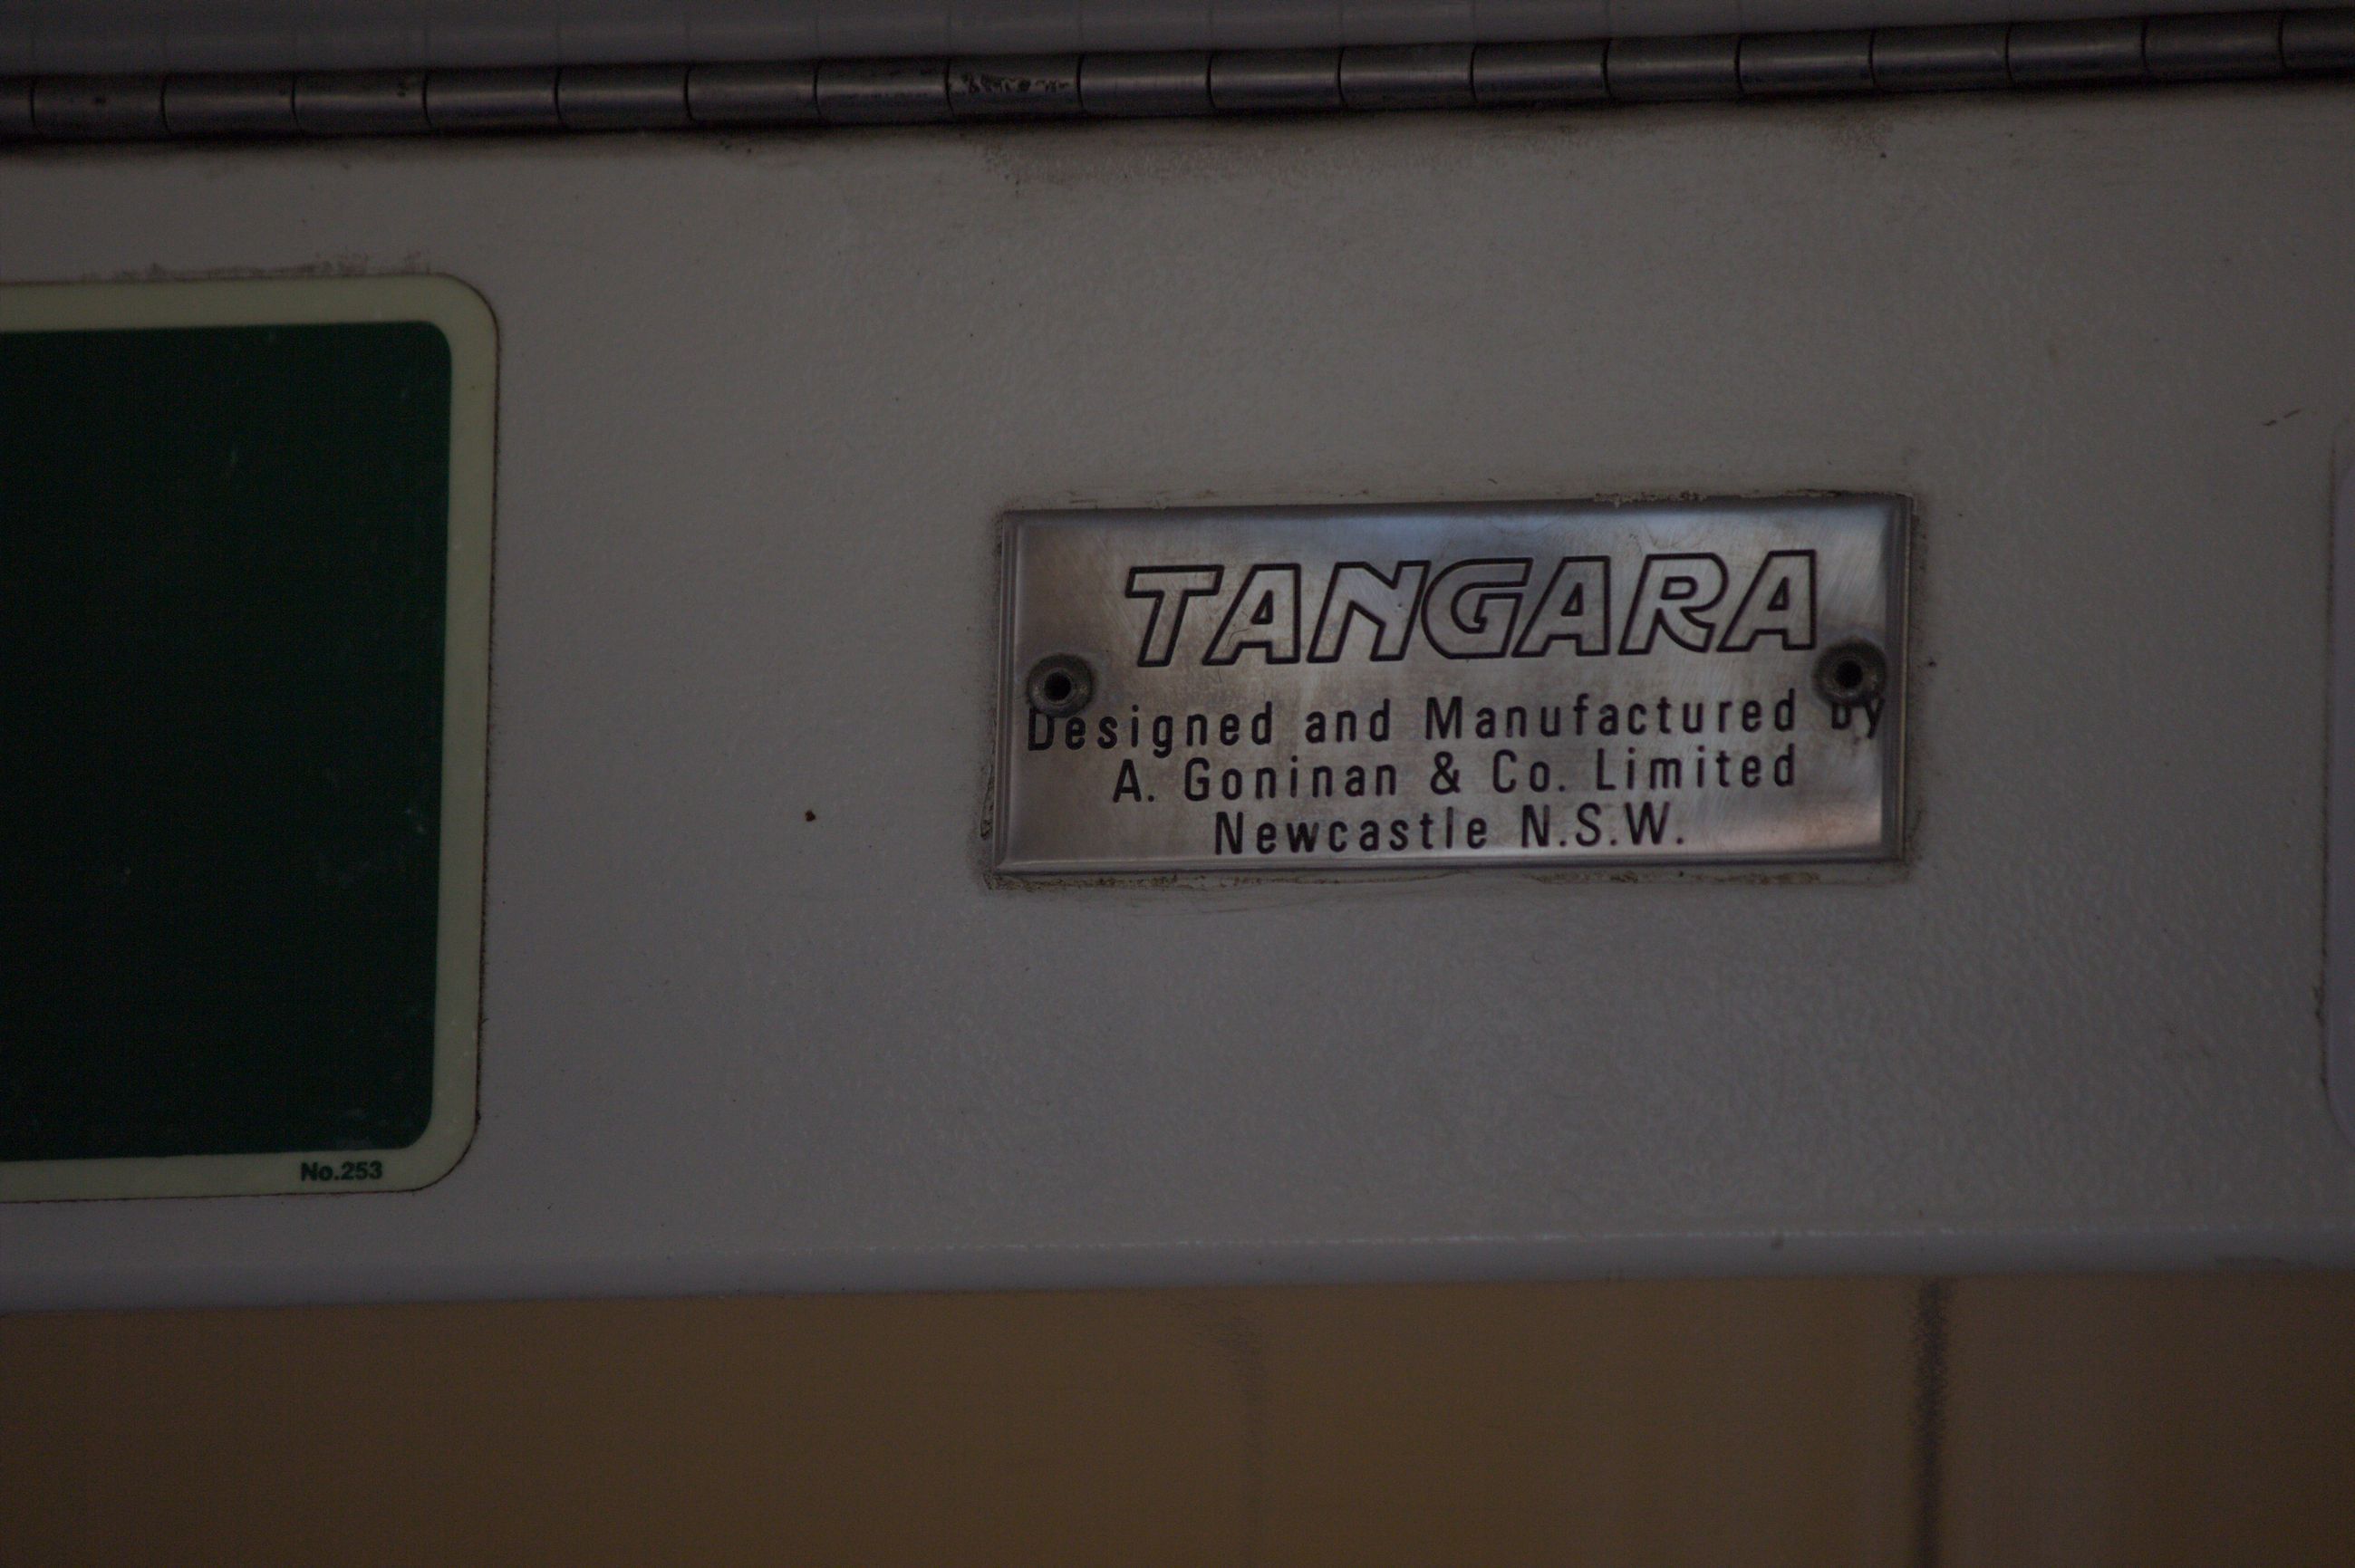 TANGARA
Designed and Manufactured by
A. Goninan & Co. Limited
Newcastle N.S.W.
No.253